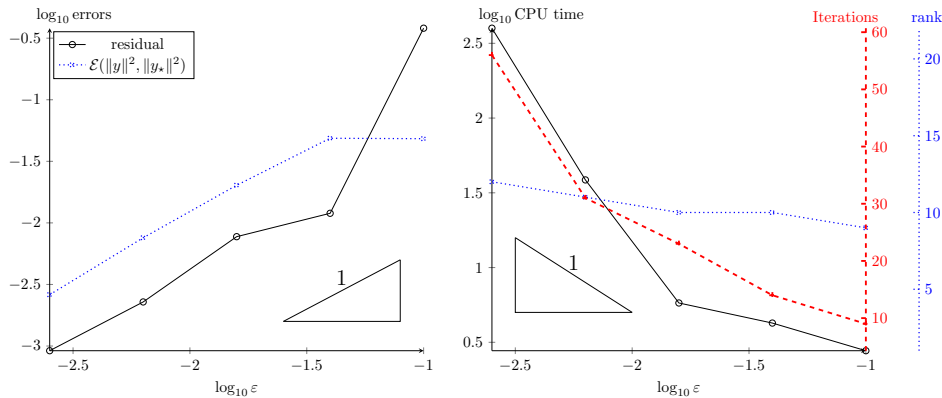 log₁₀ errors
−0.5
−1
−1.5
−2
−2.5
−3
residual
ℰ(‖y‖², ‖y⋆‖²)
1
−2.5 −2 −1.5 −1
log₁₀ ε
log₁₀ CPU time
2.5
2
1.5
1
0.5
1
−2.5 −2 −1.5 −1
log₁₀ ε
Iterations
60
50
40
30
20
10
rank
20
15
10
5